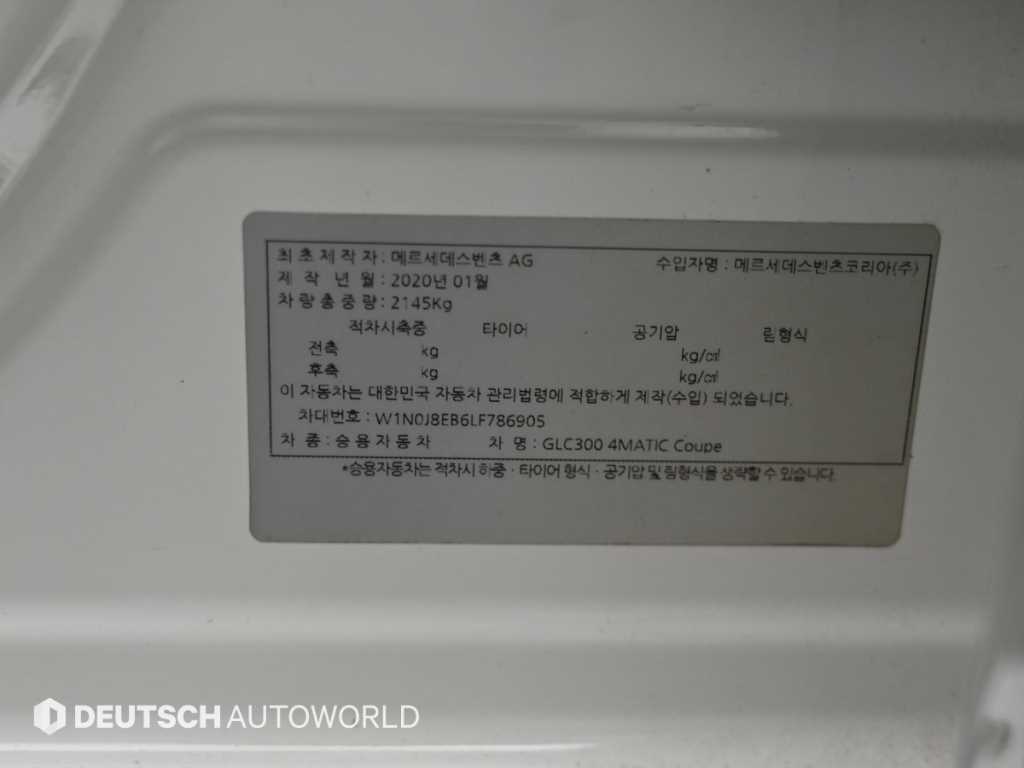 최초제작자 : 메르세데스벤츠 AG 수입자명 : 메르세데스벤츠코리아(주)
제 작 년 월 : 2020년 01월
차량총중량 : 2145Kg
적차시축중 타이어 공기압 림형식
전축 kg kg/㎠
후축 kg kg/㎠
이 자동차는 대한민국 자동차 관리법령에 적합하게 제작(수입) 되었습니다.
차대번호 : W1N0J8EB6LF786905
차 종 : 승용자동차 차 명 : GLC300 4MATIC Coupe
*승용자동차는 적차시 하중 · 타이어 형식 · 공기압 및 림형식을 생략할 수 있습니다.
DEUTSCH AUTOWORLD